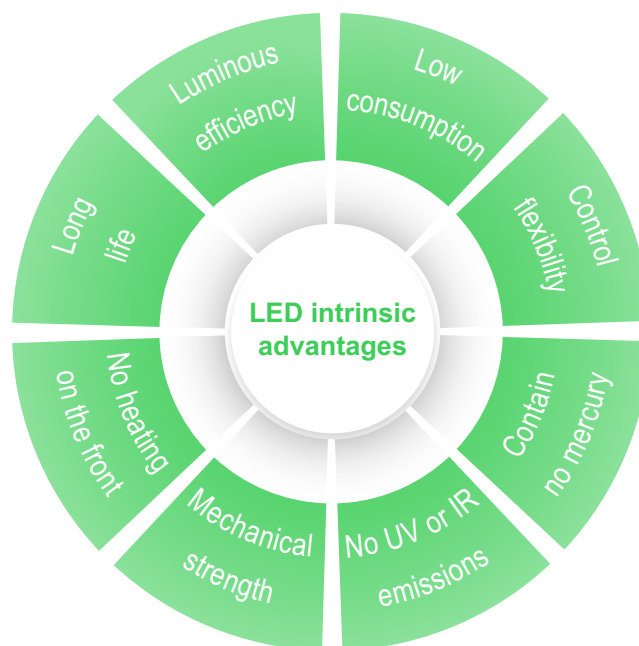 LED intrinsic
advantages
Low
consumption
Control
flexibility
Contain
no mercury
No UV or IR
emissions
Mechanical
strength
No heating
on the front
Long
life
Luminous
efficiency